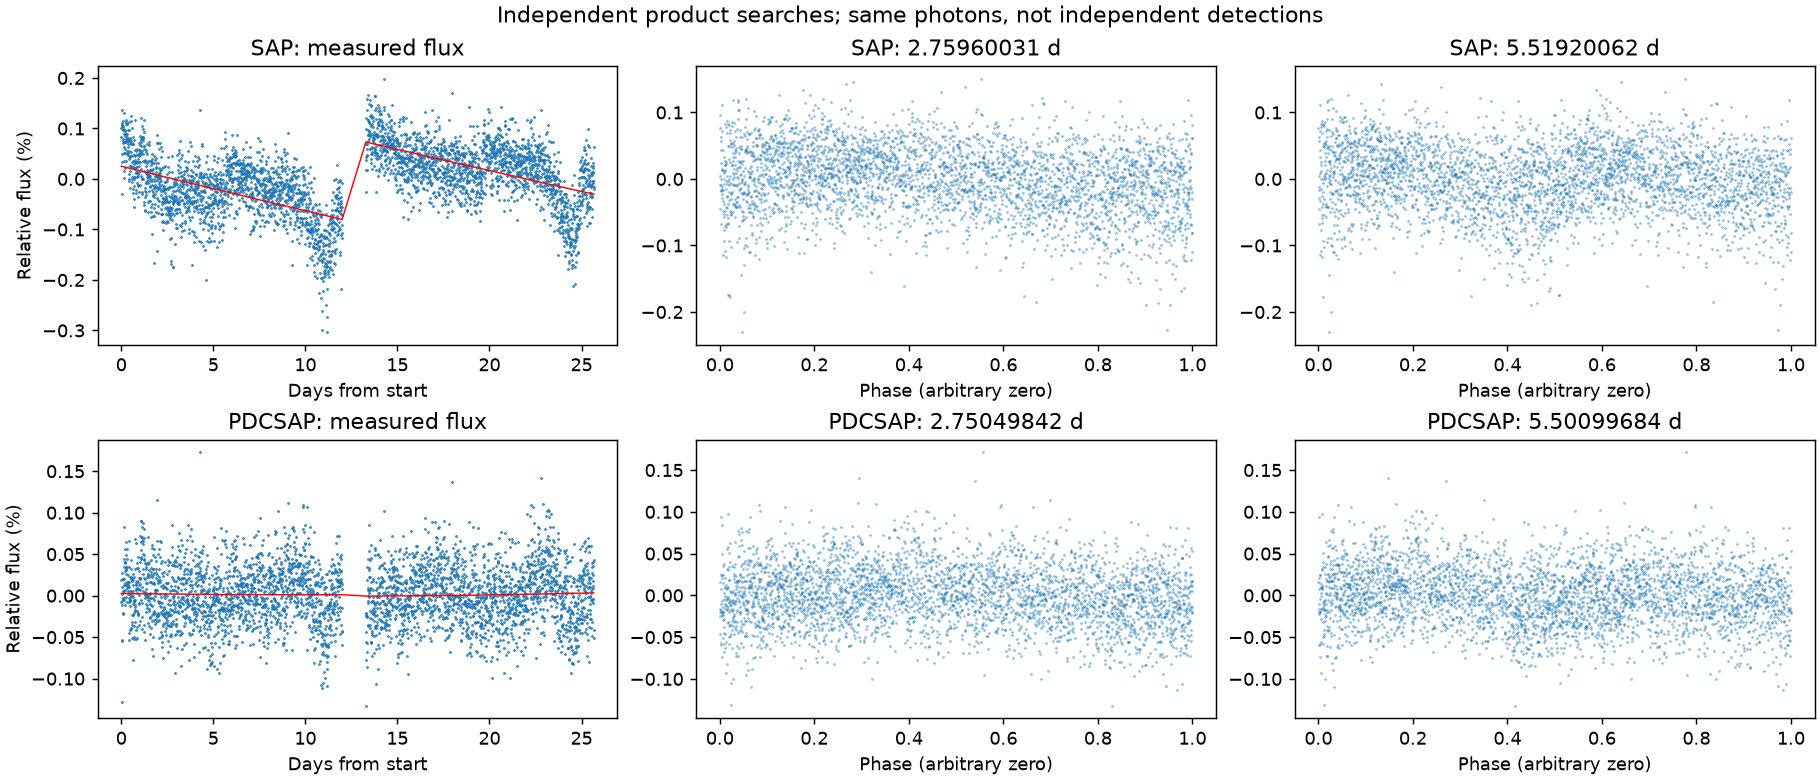 Independent product searches; same photons, not independent detections
SAP: measured flux
SAP: 2.75960031 d
SAP: 5.51920062 d
Relative flux (%)
0.2
0.1
0.0
−0.1
−0.2
−0.3
0.1
0.0
−0.1
−0.2
0.1
0.0
−0.1
−0.2
0 5 10 15 20 25
0.0 0.2 0.4 0.6 0.8 1.0
0.0 0.2 0.4 0.6 0.8 1.0
Days from start
Phase (arbitrary zero)
Phase (arbitrary zero)
PDCSAP: measured flux
PDCSAP: 2.75049842 d
PDCSAP: 5.50099684 d
Relative flux (%)
0.15
0.10
0.05
0.00
−0.05
−0.10
0.15
0.10
0.05
0.00
−0.05
−0.10
0.15
0.10
0.05
0.00
−0.05
−0.10
0 5 10 15 20 25
0.0 0.2 0.4 0.6 0.8 1.0
0.0 0.2 0.4 0.6 0.8 1.0
Days from start
Phase (arbitrary zero)
Phase (arbitrary zero)